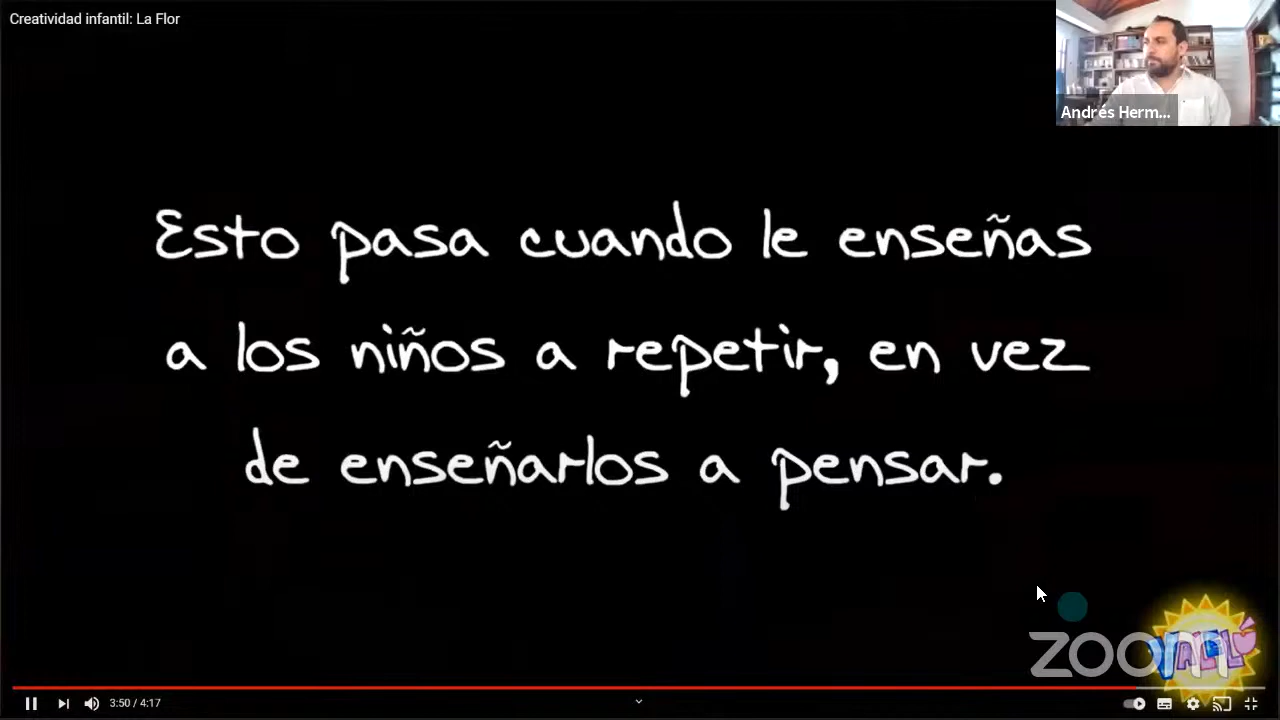 Creatividad infantil: La Flor
Andrés Herm...
Esto pasa cuando le enseñas
a los niños a repetir, en vez
de enseñarlos a pensar.
zoom
VALELÚ
3:50 / 4:17